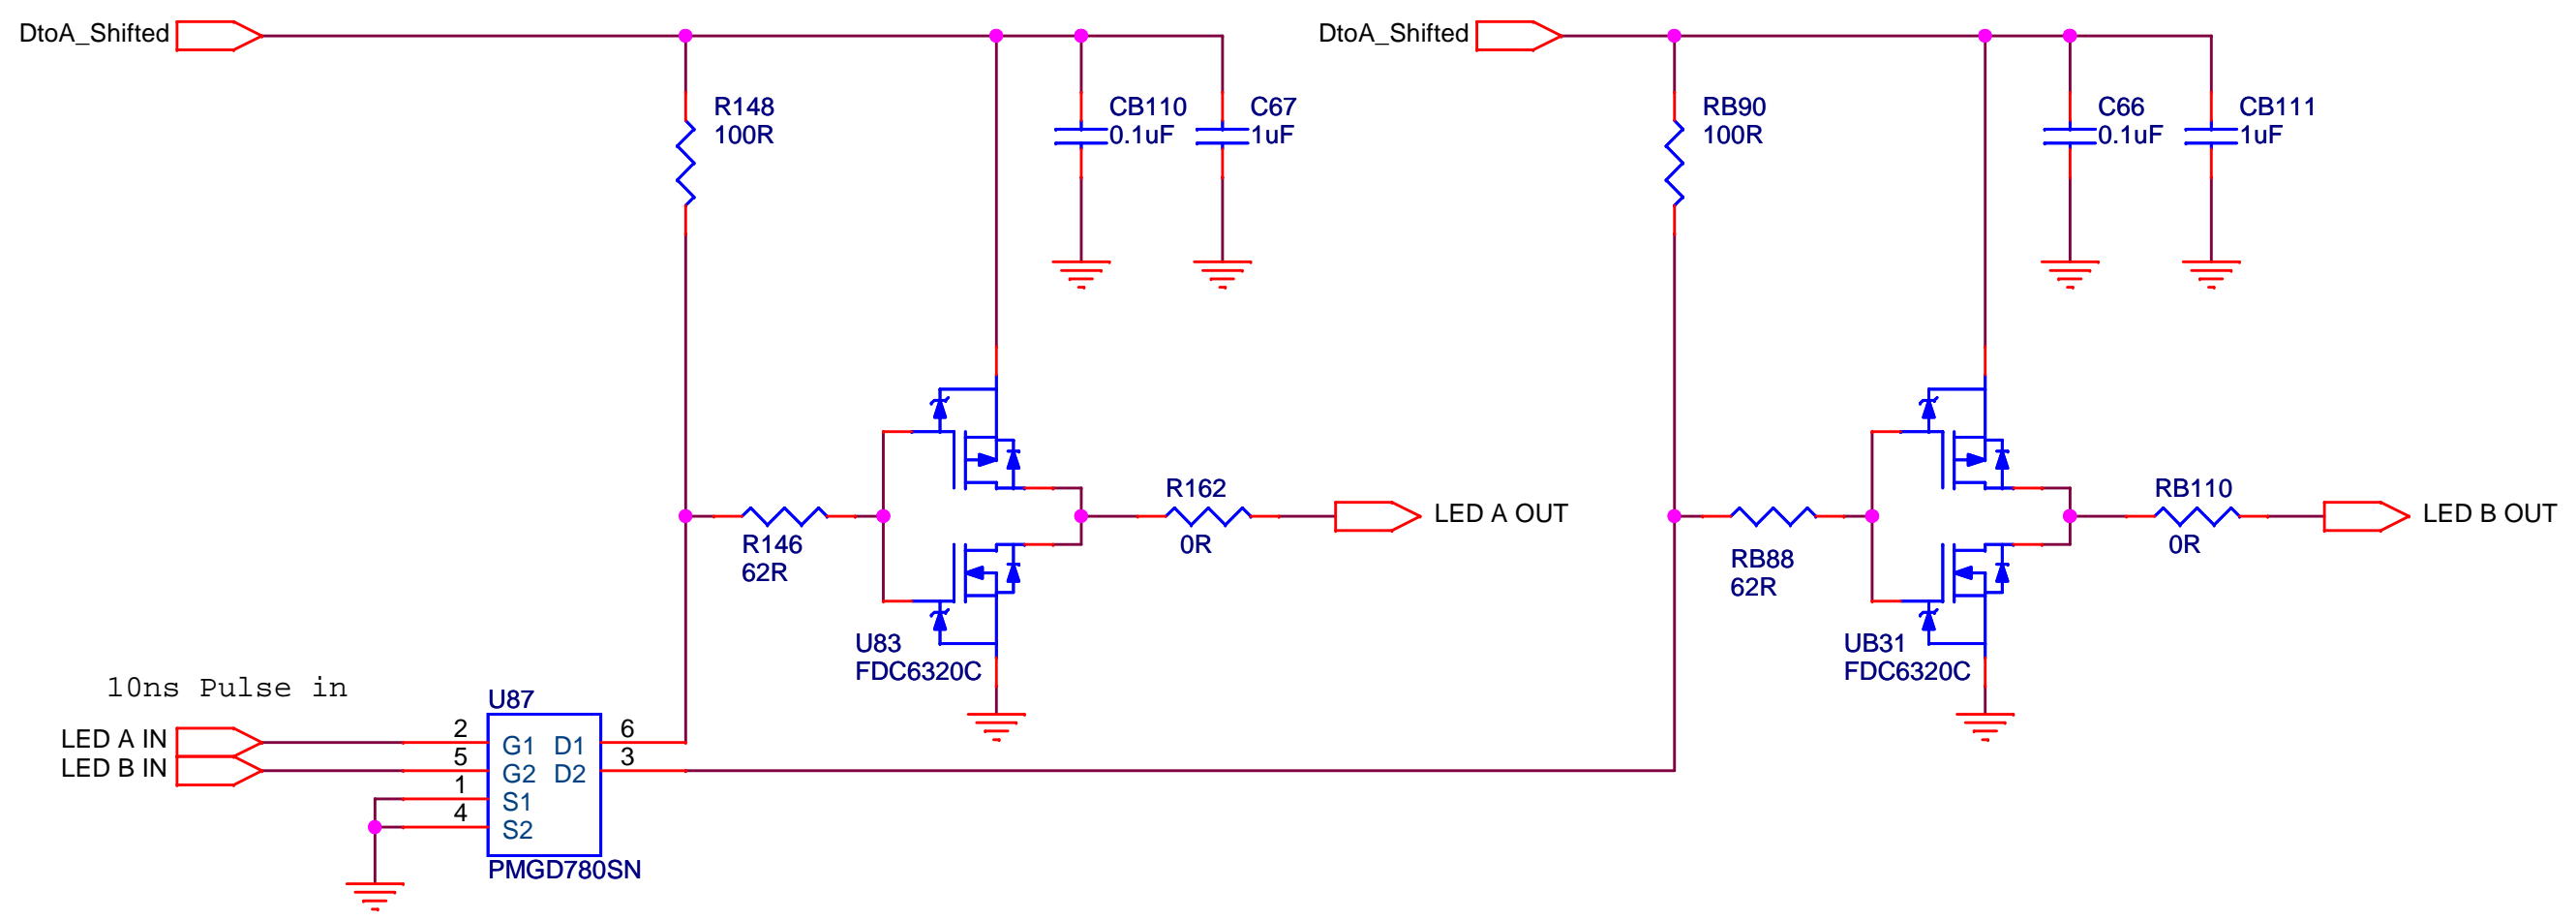 DtoA_Shifted
R148
100R
CB110
0.1uF
C67
1uF
R146
62R
U83
FDC6320C
R162
0R
LED A OUT
DtoA_Shifted
RB90
100R
C66
0.1uF
CB111
1uF
RB88
62R
UB31
FDC6320C
RB110
0R
LED B OUT
10ns Pulse in
LED A IN
LED B IN
U87
2
5
1
4
G1 D1
G2 D2
S1
S2
6
3
PMGD780SN